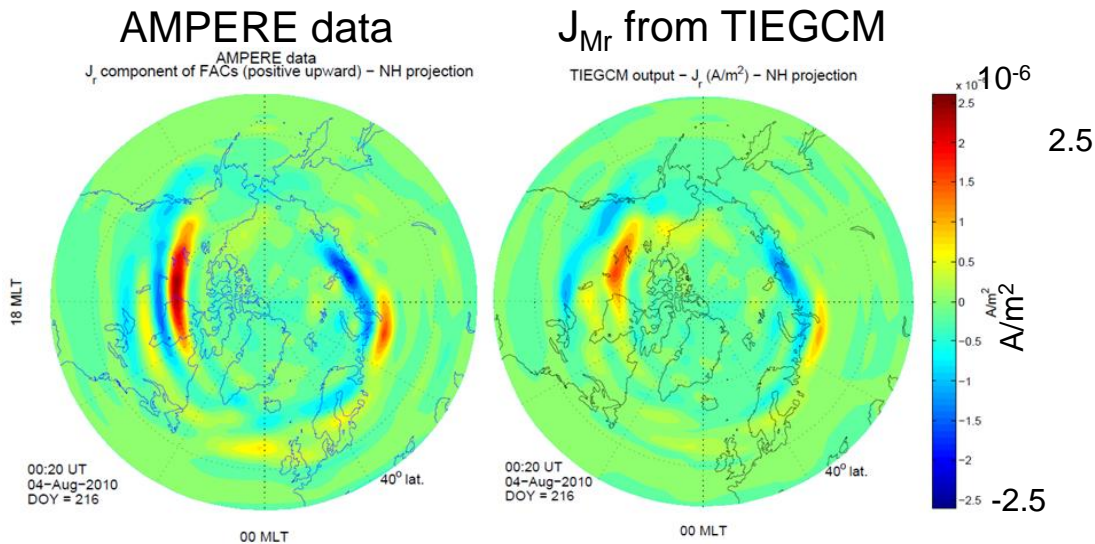 AMPERE data
J_Mr from TIEGCM
AMPERE data
J_r component of FACs (positive upward) − NH projection
TIEGCM output − J_r (A/m²) − NH projection
18 MLT
00:20 UT
04-Aug-2010
DOY = 216
40° lat.
00 MLT
00:20 UT
04-Aug-2010
DOY = 216
40° lat.
00 MLT
10⁻⁶
2.5
2
1.5
1
0.5
0
−0.5
−1
−1.5
−2
−2.5
A/m²
A/m²
2.5
-2.5